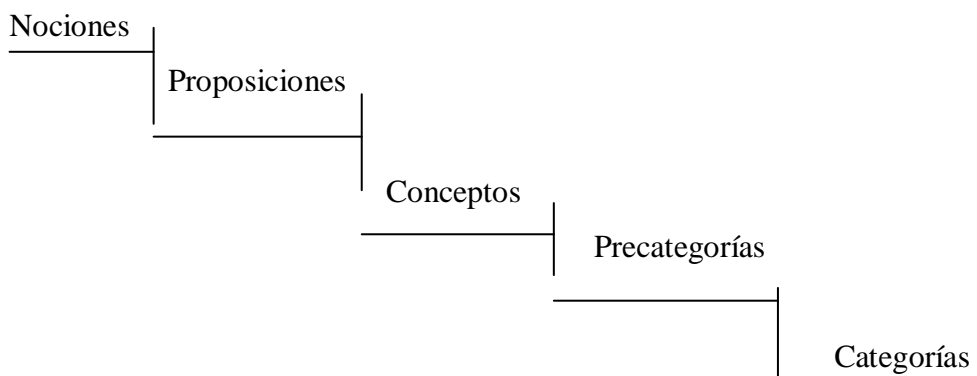 Nociones
Proposiciones
Conceptos
Precategorías
Categorías